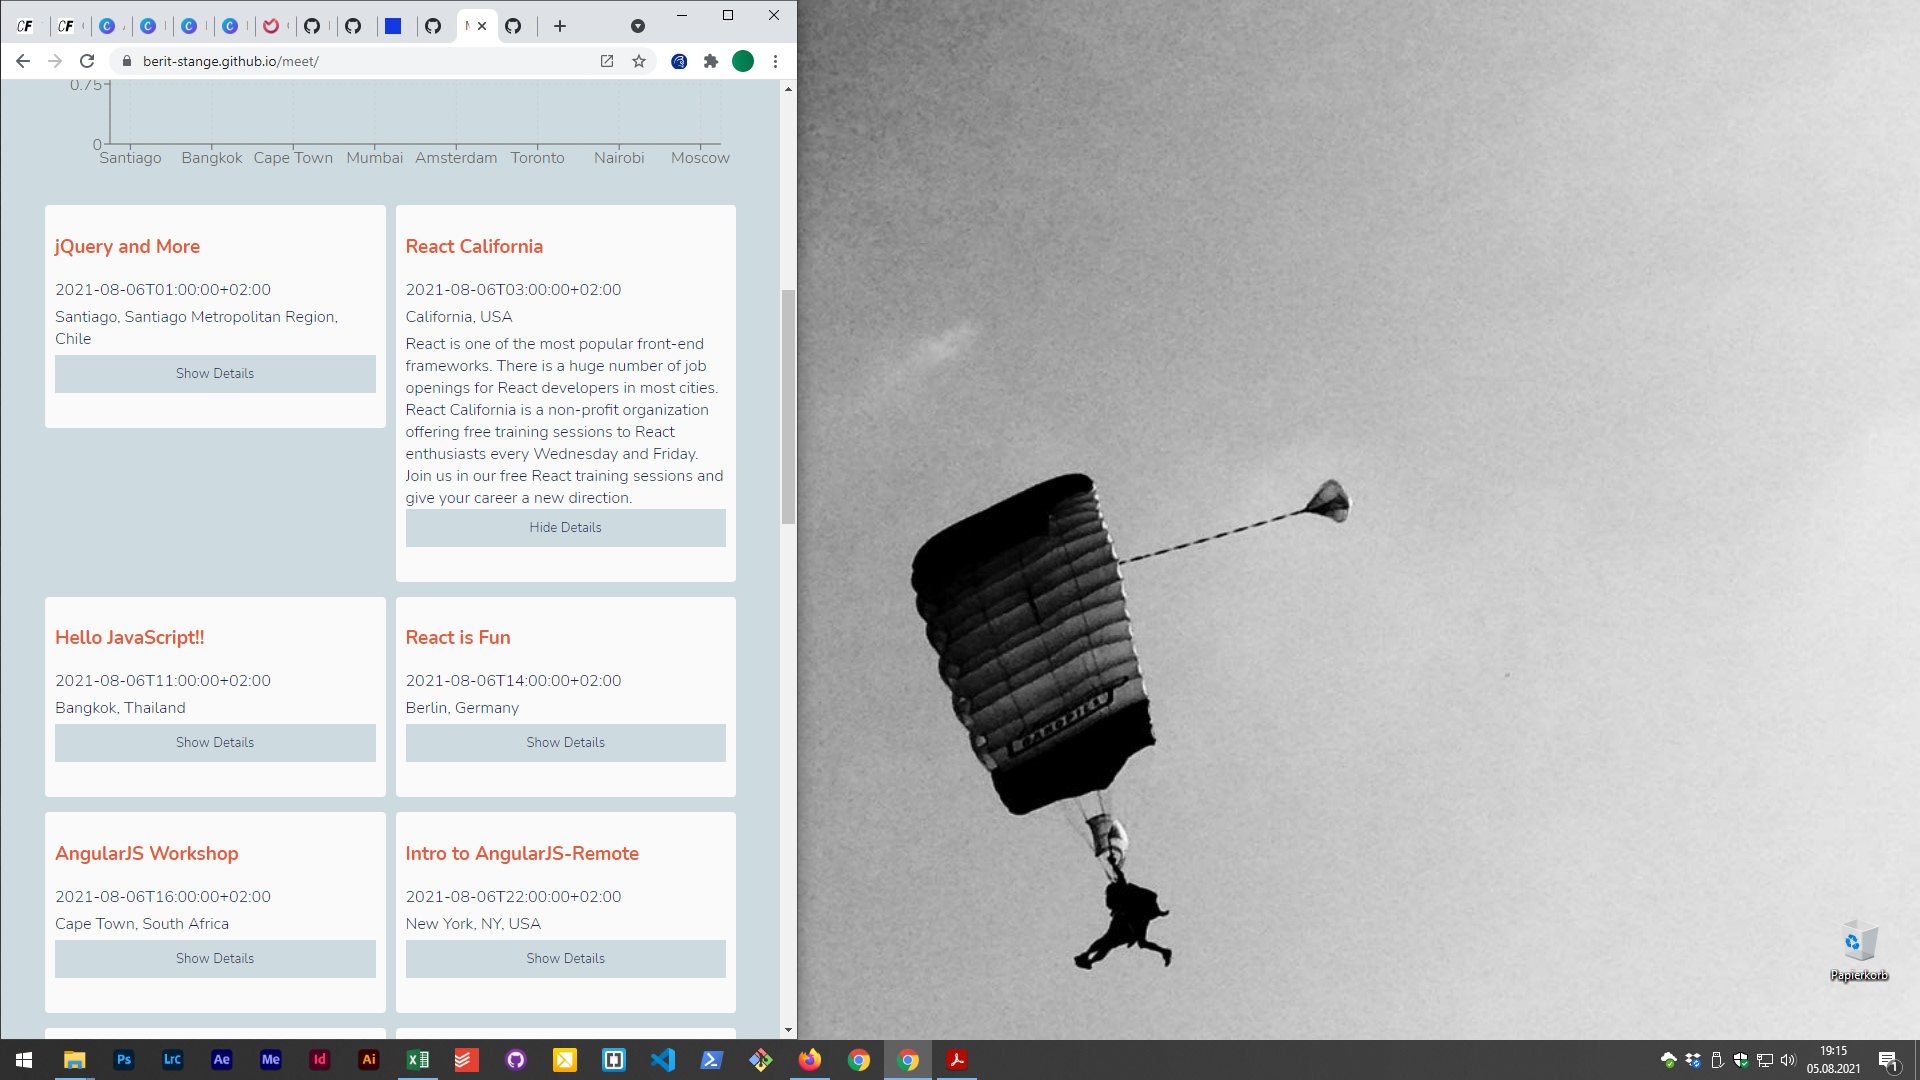 berit-stange.github.io/meet/
0.75
0
Santiago Bangkok Cape Town Mumbai Amsterdam Toronto Nairobi Moscow
jQuery and More
2021-08-06T01:00:00+02:00
Santiago, Santiago Metropolitan Region,
Chile
Show Details
React California
2021-08-06T03:00:00+02:00
California, USA
React is one of the most popular front-end
frameworks. There is a huge number of job
openings for React developers in most cities.
React California is a non-profit organization
offering free training sessions to React
enthusiasts every Wednesday and Friday.
Join us in our free React training sessions and
give your career a new direction.
Hide Details
Hello JavaScript!!
2021-08-06T11:00:00+02:00
Bangkok, Thailand
Show Details
React is Fun
2021-08-06T14:00:00+02:00
Berlin, Germany
Show Details
AngularJS Workshop
2021-08-06T16:00:00+02:00
Cape Town, South Africa
Show Details
Intro to AngularJS-Remote
2021-08-06T22:00:00+02:00
New York, NY, USA
Show Details
Papierkorb
Ps Lrc Ae Me Id Ai
19:15
05.08.2021
1